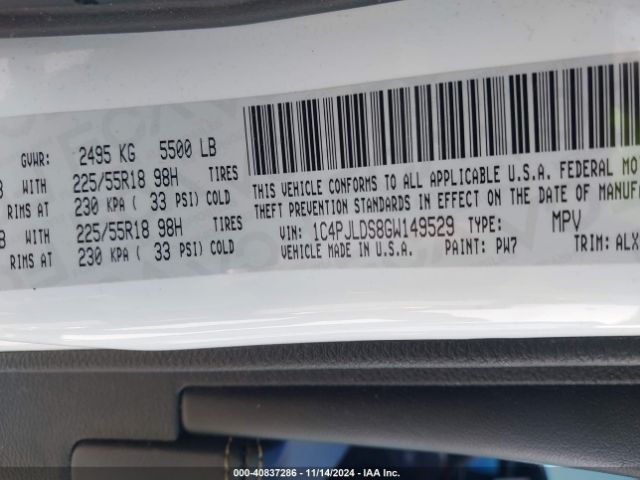 GVWR: 2495 KG 5500 LB
WITH 225/55R18 98H TIRES
RIMS AT 230 KPA ( 33 PSI) COLD
WITH 225/55R18 98H TIRES
RIMS AT 230 KPA ( 33 PSI) COLD
THIS VEHICLE CONFORMS TO ALL APPLICABLE U.S.A. FEDERAL MO
THEFT PREVENTION STANDARDS IN EFFECT ON THE DATE OF MANUF
VIN: 1C4PJLDS8GW149529 TYPE: MPV
VEHICLE MADE IN U.S.A. PAINT: PW7 TRIM: ALX
000-40837286 - 11/14/2024 - IAA Inc.